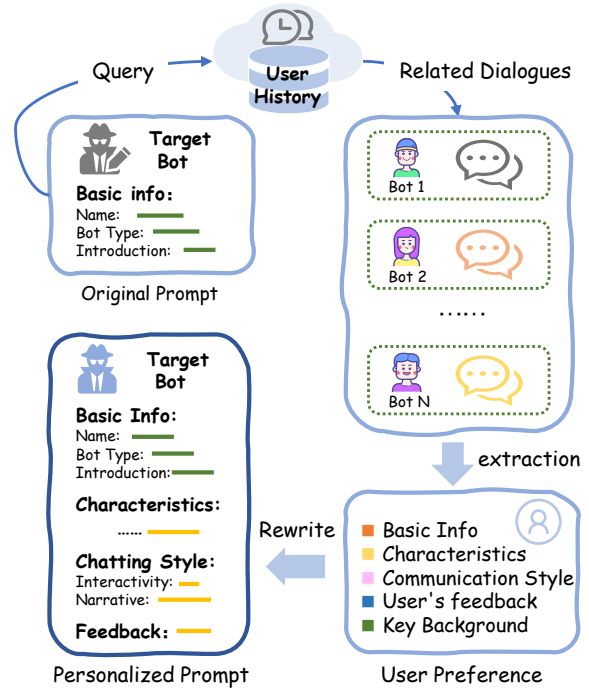 Query
User
History
Related Dialogues
Target
Bot
Basic info:
Name:
Bot Type:
Introduction:
Original Prompt
Bot 1
Bot 2
......
Bot N
extraction
Basic Info
Characteristics
Communication Style
User's feedback
Key Background
User Preference
Rewrite
Target
Bot
Basic Info:
Name:
Bot Type:
Introduction:
Characteristics:
......
Chatting Style:
Interactivity:
Narrative:
Feedback:
Personalized Prompt